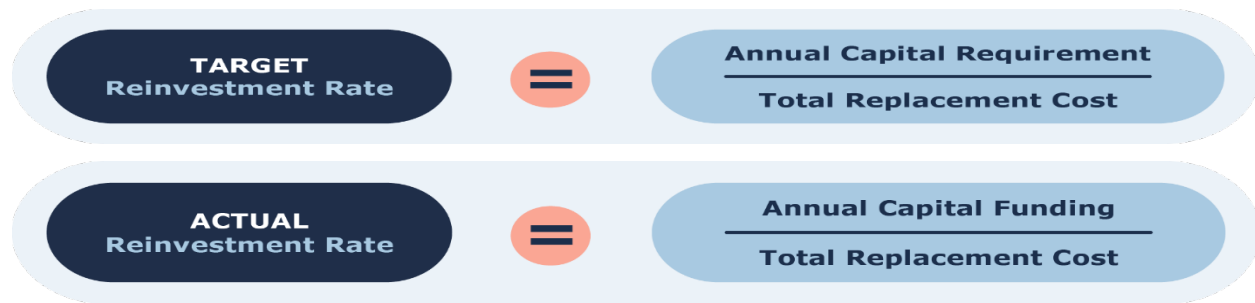 TARGET
Reinvestment Rate
=
Annual Capital Requirement
Total Replacement Cost
ACTUAL
Reinvestment Rate
=
Annual Capital Funding
Total Replacement Cost